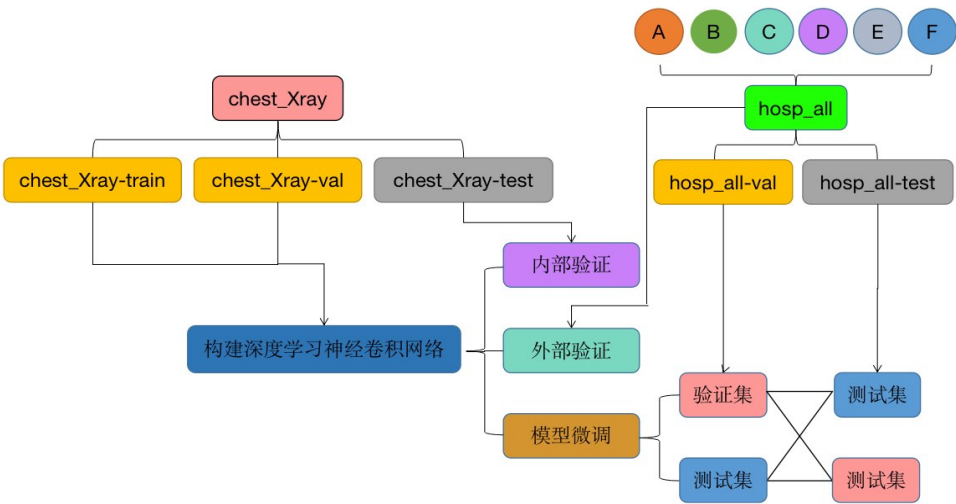 A B C D E F
chest_Xray
hosp_all
chest_Xray-train
chest_Xray-val
chest_Xray-test
hosp_all-val
hosp_all-test
内部验证
构建深度学习神经卷积网络
外部验证
模型微调
验证集
测试集
测试集
测试集